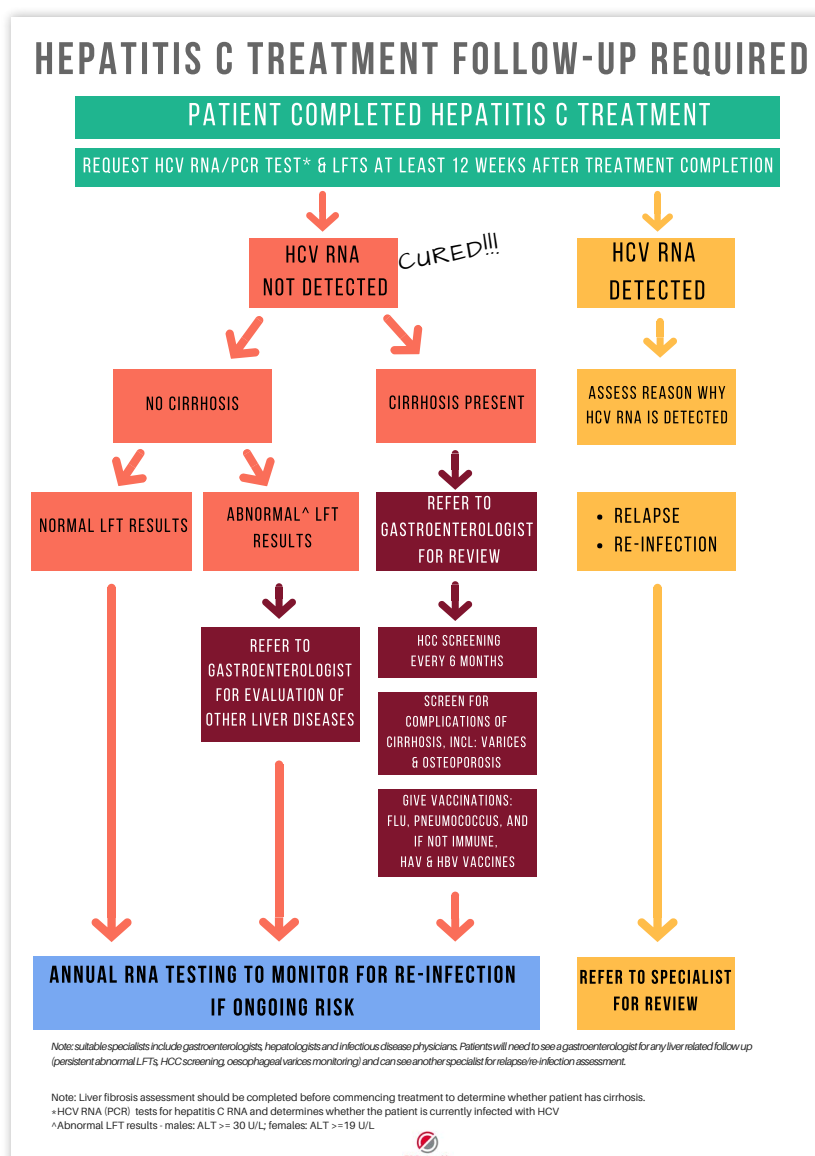 HEPATITIS C TREATMENT FOLLOW-UP REQUIRED
PATIENT COMPLETED HEPATITIS C TREATMENT
REQUEST HCV RNA/PCR TEST* & LFTS AT LEAST 12 WEEKS AFTER TREATMENT COMPLETION
HCV RNA
NOT DETECTED
CURED!!!
HCV RNA
DETECTED
NO CIRRHOSIS
CIRRHOSIS PRESENT
ASSESS REASON WHY
HCV RNA IS DETECTED
NORMAL LFT RESULTS
ABNORMAL^ LFT
RESULTS
REFER TO
GASTROENTEROLOGIST
FOR REVIEW
• RELAPSE
• RE-INFECTION
REFER TO
GASTROENTEROLOGIST
FOR EVALUATION OF
OTHER LIVER DISEASES
HCC SCREENING
EVERY 6 MONTHS
SCREEN FOR
COMPLICATIONS OF
CIRRHOSIS, INCL: VARICES
& OSTEOPOROSIS
GIVE VACCINATIONS:
FLU, PNEUMOCOCCUS, AND
IF NOT IMMUNE,
HAV & HBV VACCINES
ANNUAL RNA TESTING TO MONITOR FOR RE-INFECTION
IF ONGOING RISK
REFER TO SPECIALIST
FOR REVIEW
Note: suitable specialists include gastroenterologists, hepatologists and infectious disease physicians. Patients will need to see a gastroenterologist for any liver related follow up
(persistent abnormal LFTs, HCC screening, oesophageal varices monitoring) and can see another specialist for relapse/re-infection assessment.
Note: Liver fibrosis assessment should be completed before commencing treatment to determine whether patient has cirrhosis.
*HCV RNA (PCR) tests for hepatitis C RNA and determines whether the patient is currently infected with HCV
^Abnormal LFT results - males: ALT >= 30 U/L; females: ALT >=19 U/L